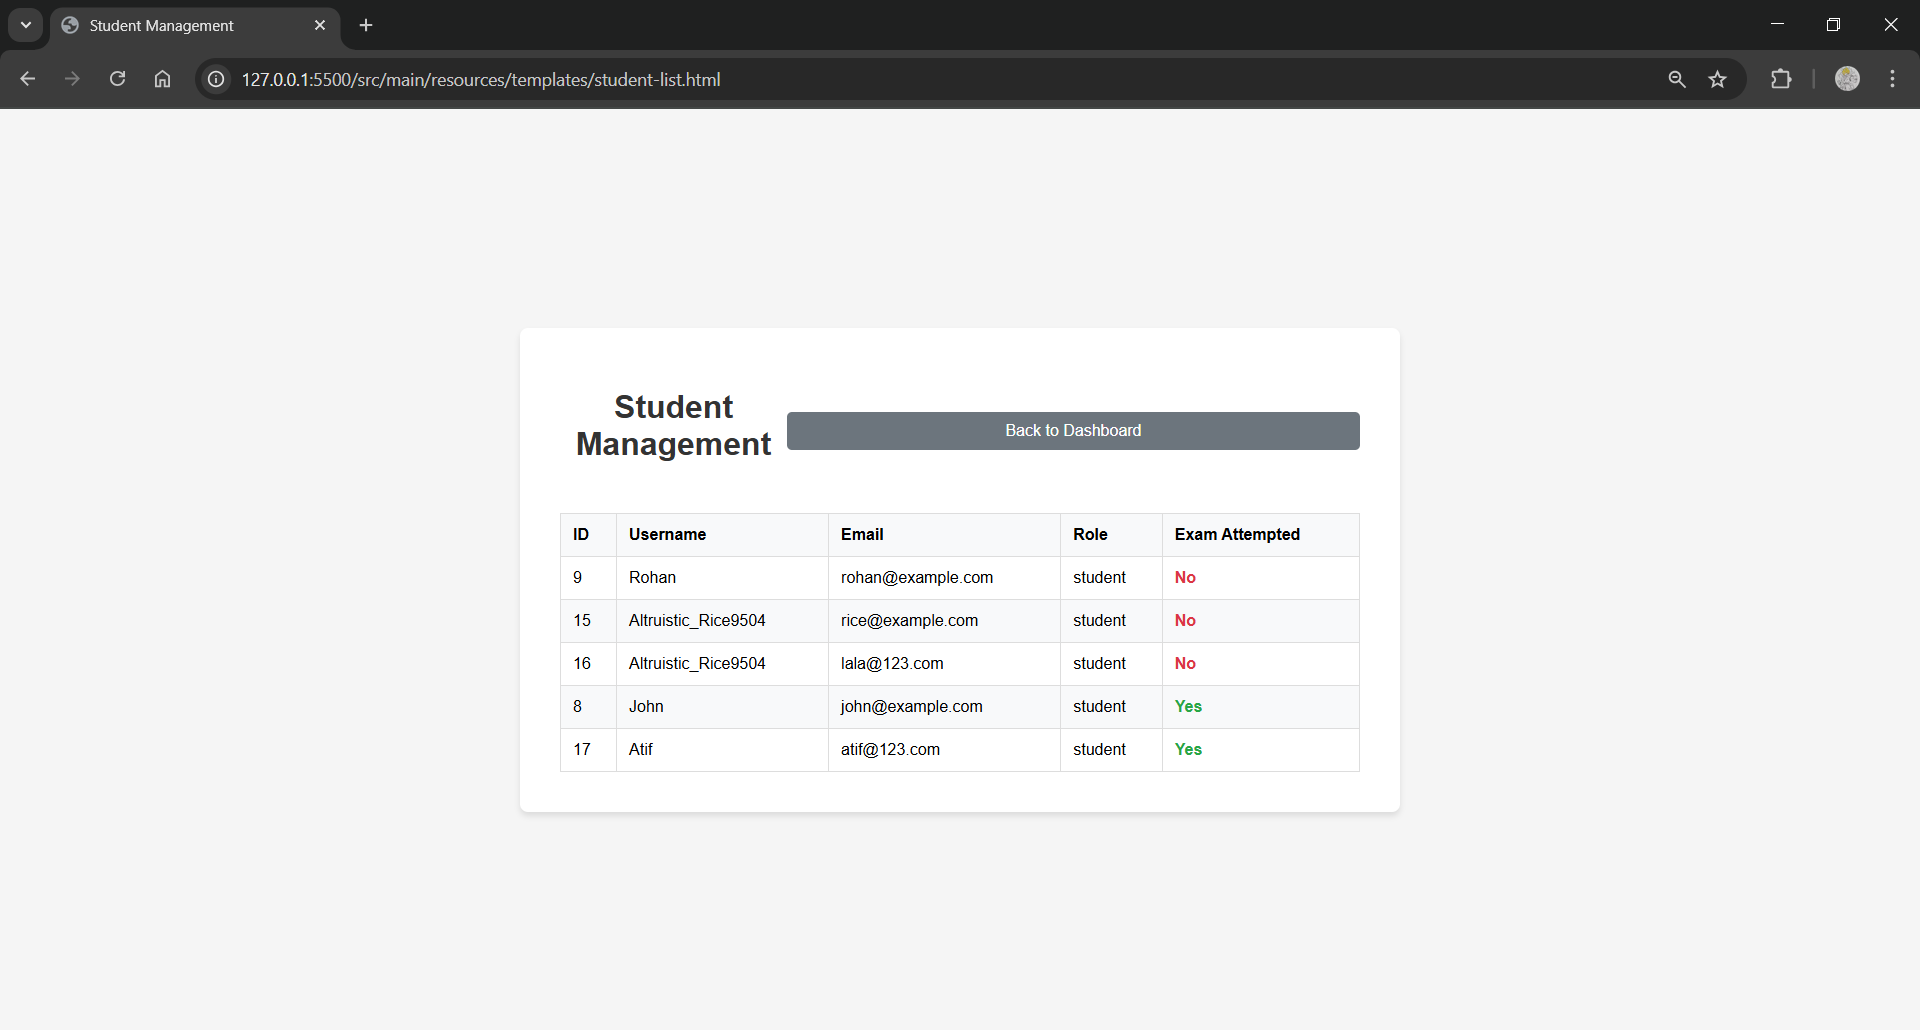 Student Management
127.0.0.1:5500/src/main/resources/templates/student-list.html
Student
Management
Back to Dashboard
ID Username Email Role Exam Attempted
9 Rohan rohan@example.com student No
15 Altruistic_Rice9504 rice@example.com student No
16 Altruistic_Rice9504 lala@123.com student No
8 John john@example.com student Yes
17 Atif atif@123.com student Yes